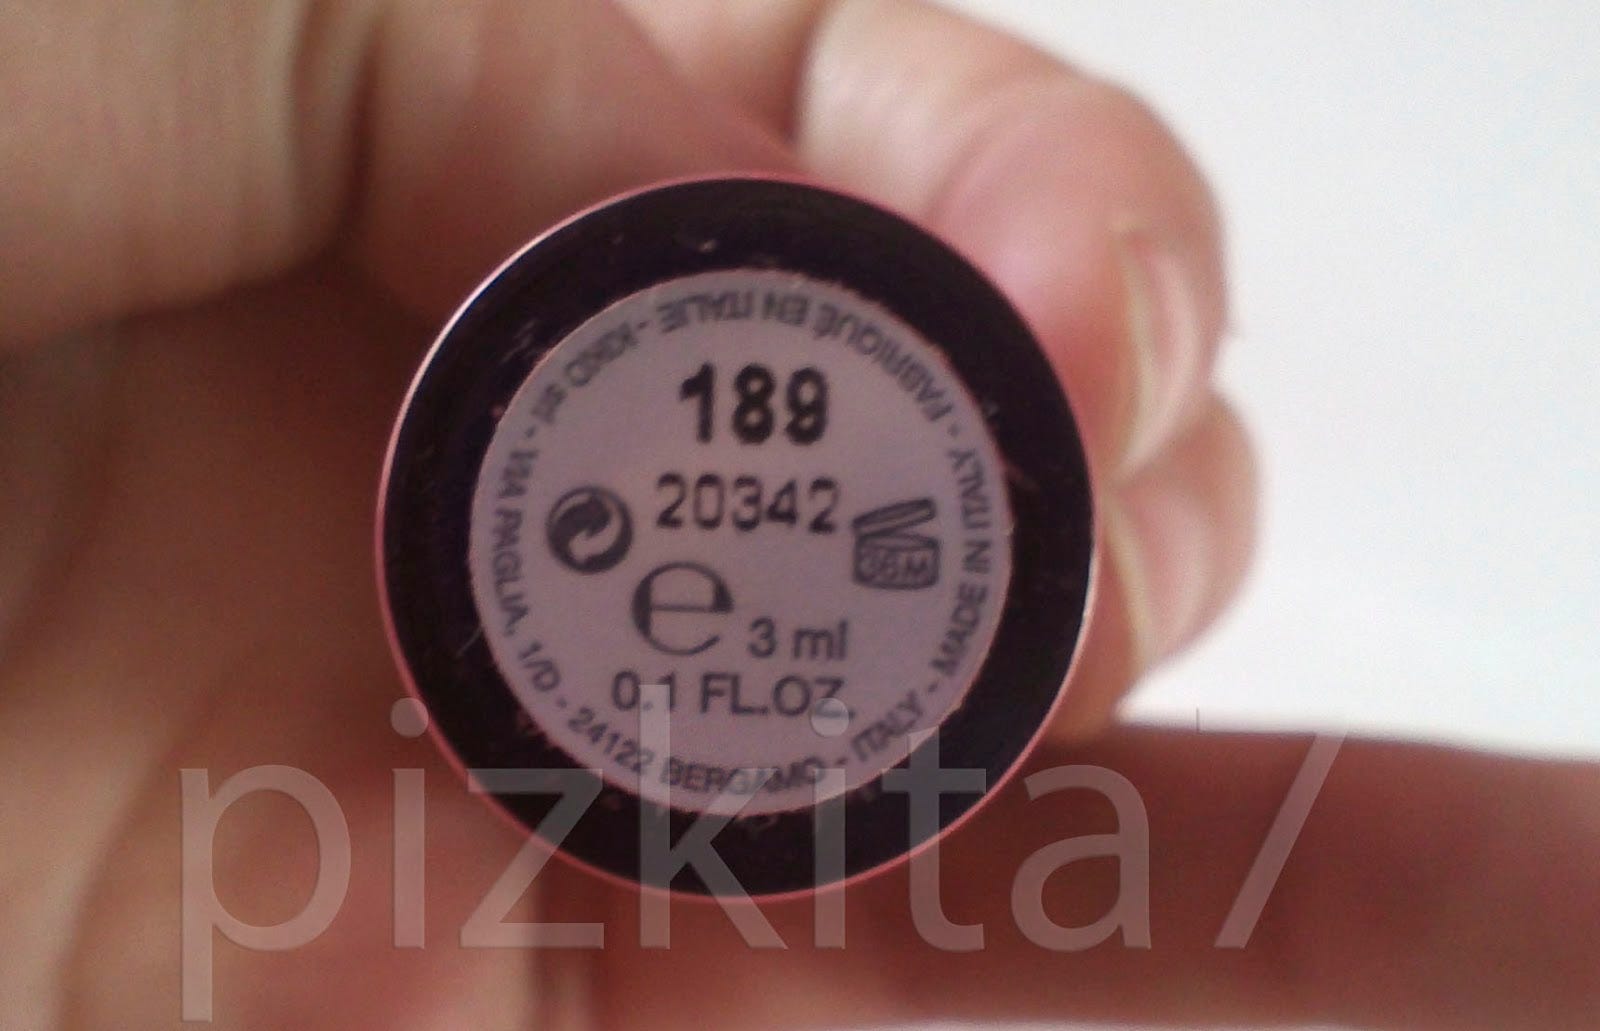 189
20342
36M
e 3 ml
0.1 FL.OZ.
KIKO srl - VIA PAGLIA, 1/D - 24122 BERGAMO - ITALY - MADE IN ITALY - FABRIQUÉ EN ITALIE -
pizkita7